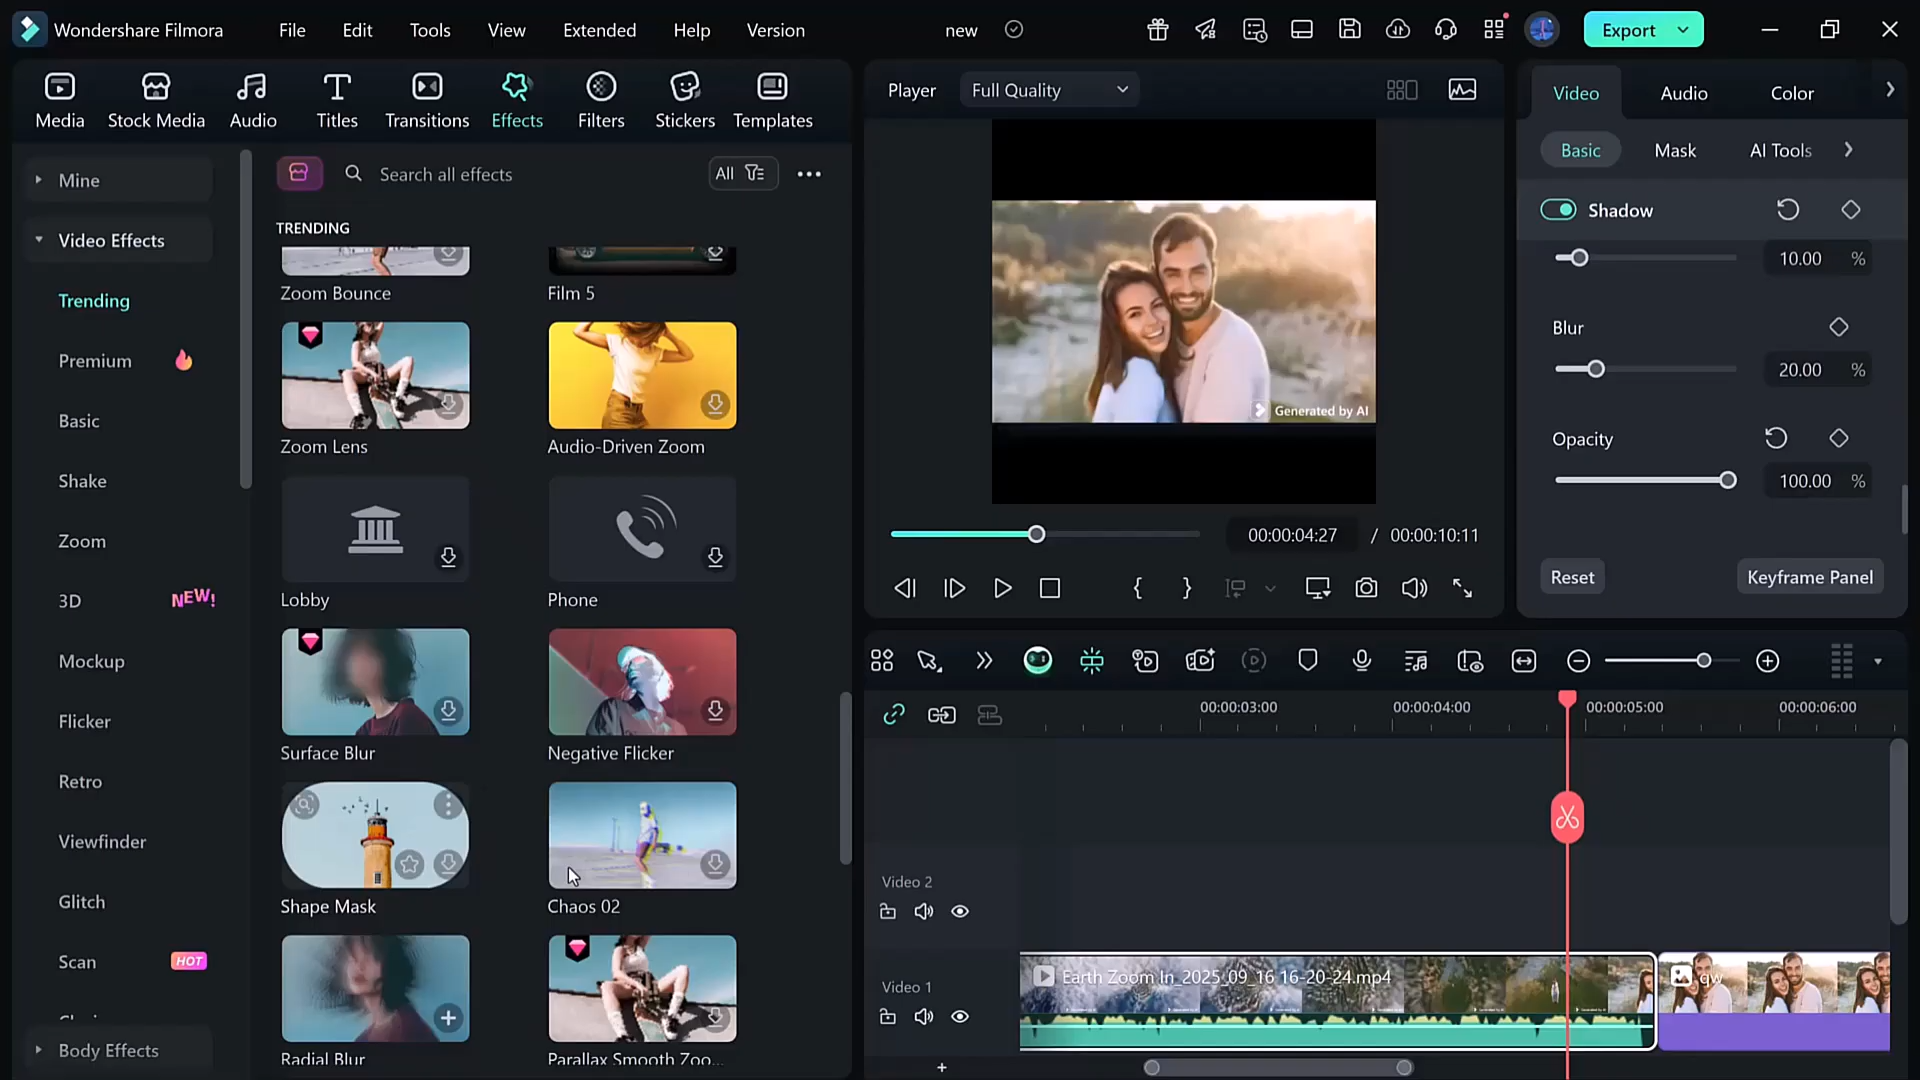 Wondershare Filmora
File
Edit
Tools
View
Extended
Help
Version
new
Export
Media
Stock Media
Audio
Titles
Transitions
Effects
Filters
Stickers
Templates
Mine
Video Effects
Trending
Premium
Basic
Shake
Zoom
3D
NEW!
Mockup
Flicker
Retro
Viewfinder
Glitch
Scan
HOT
Body Effects
Search all effects
All
TRENDING
Zoom Bounce
Film 5
Zoom Lens
Audio-Driven Zoom
Lobby
Phone
Surface Blur
Negative Flicker
Shape Mask
Chaos 02
Radial Blur
Parallax Smooth Zoo...
Player
Full Quality
Generated by AI
00:00:04:27 / 00:00:10:11
Video
Audio
Color
Basic
Mask
AI Tools
Shadow
10.00 %
Blur
20.00 %
Opacity
100.00 %
Reset
Keyframe Panel
00:00:03:00
00:00:04:00
00:00:05:00
00:00:06:00
Video 2
Video 1
Earth Zoom In_2025_09_16 16-20-24.mp4
qw